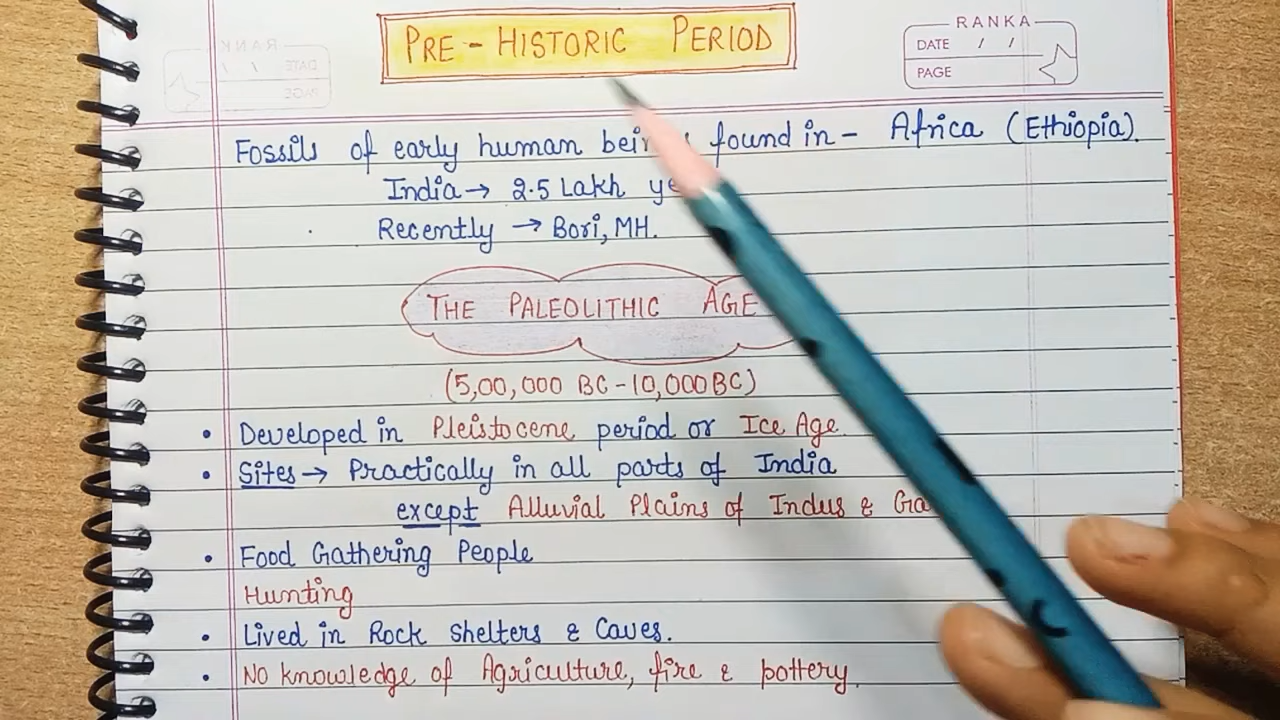 PRE - HISTORIC PERIOD
RANKA
DATE / /
PAGE
Fossils of early human found in - Africa (Ethiopia).
India → 2.5 Lakh
Recently → Bori, MH.
THE PALEOLITHIC AGE
(5,00,000 BC - 10,000 BC)
• Developed in Pleistocene period or Ice Age.
• Sites → Practically in all parts of India
except Alluvial Plains of Indus &
• Food Gathering People
Hunting
• Lived in Rock shelters & Caves.
• No knowledge of Agriculture, fire & pottery.